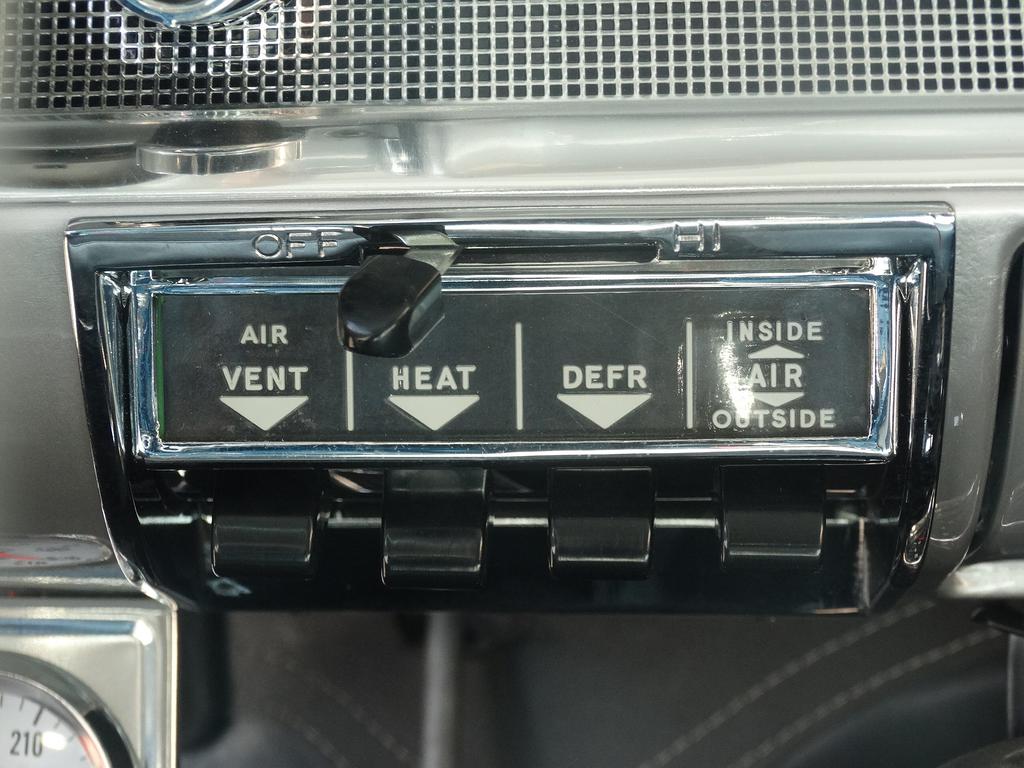 OFF HI
AIR
VENT
HEAT
DEFR
INSIDE
AIR
OUTSIDE
210